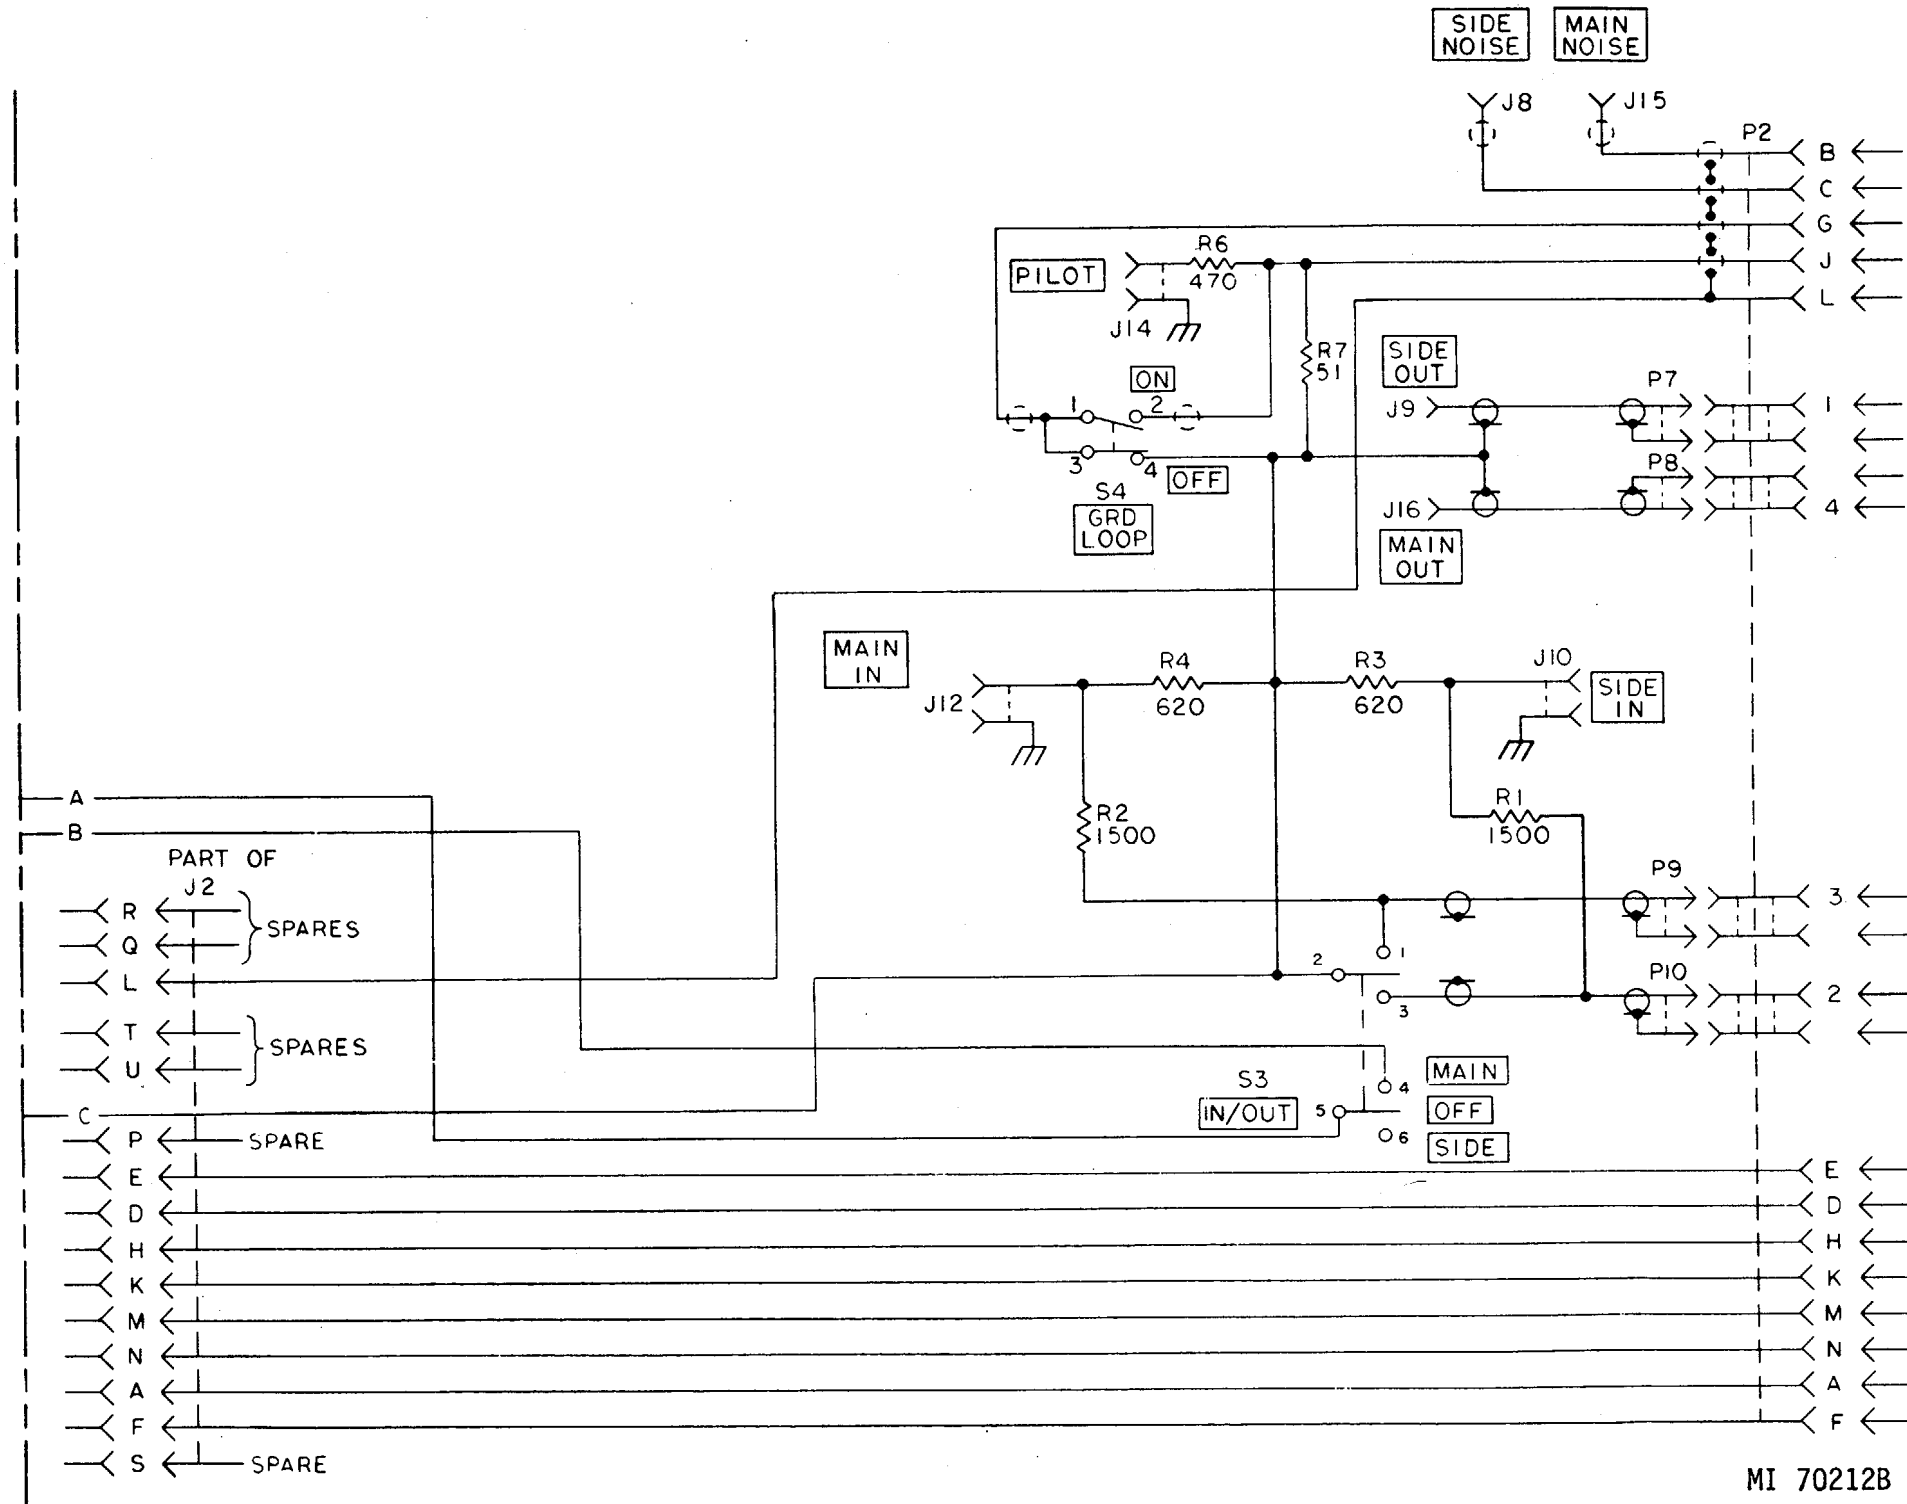 SIDE
NOISE
MAIN
NOISE
J8
J15
P2
B
C
G
R6
PILOT
470
J
L
J14
R7
51
SIDE
OUT
ON
P7
1
2
J9
1
3
4
OFF
P8
S4
GRD
LOOP
J16
4
MAIN
OUT
MAIN
IN
R4
R3
J10
J12
620
620
SIDE
IN
A
R1
R2
1500
1500
B
PART OF
J2
P9
R
3
SPARES
Q
1
2
L
P10
2
3
T
SPARES
U
S3
4
MAIN
C
IN/OUT
5
OFF
P
SPARE
6
SIDE
E
E
D
D
H
H
K
K
M
M
N
N
A
A
F
F
S
SPARE
MI 70212B